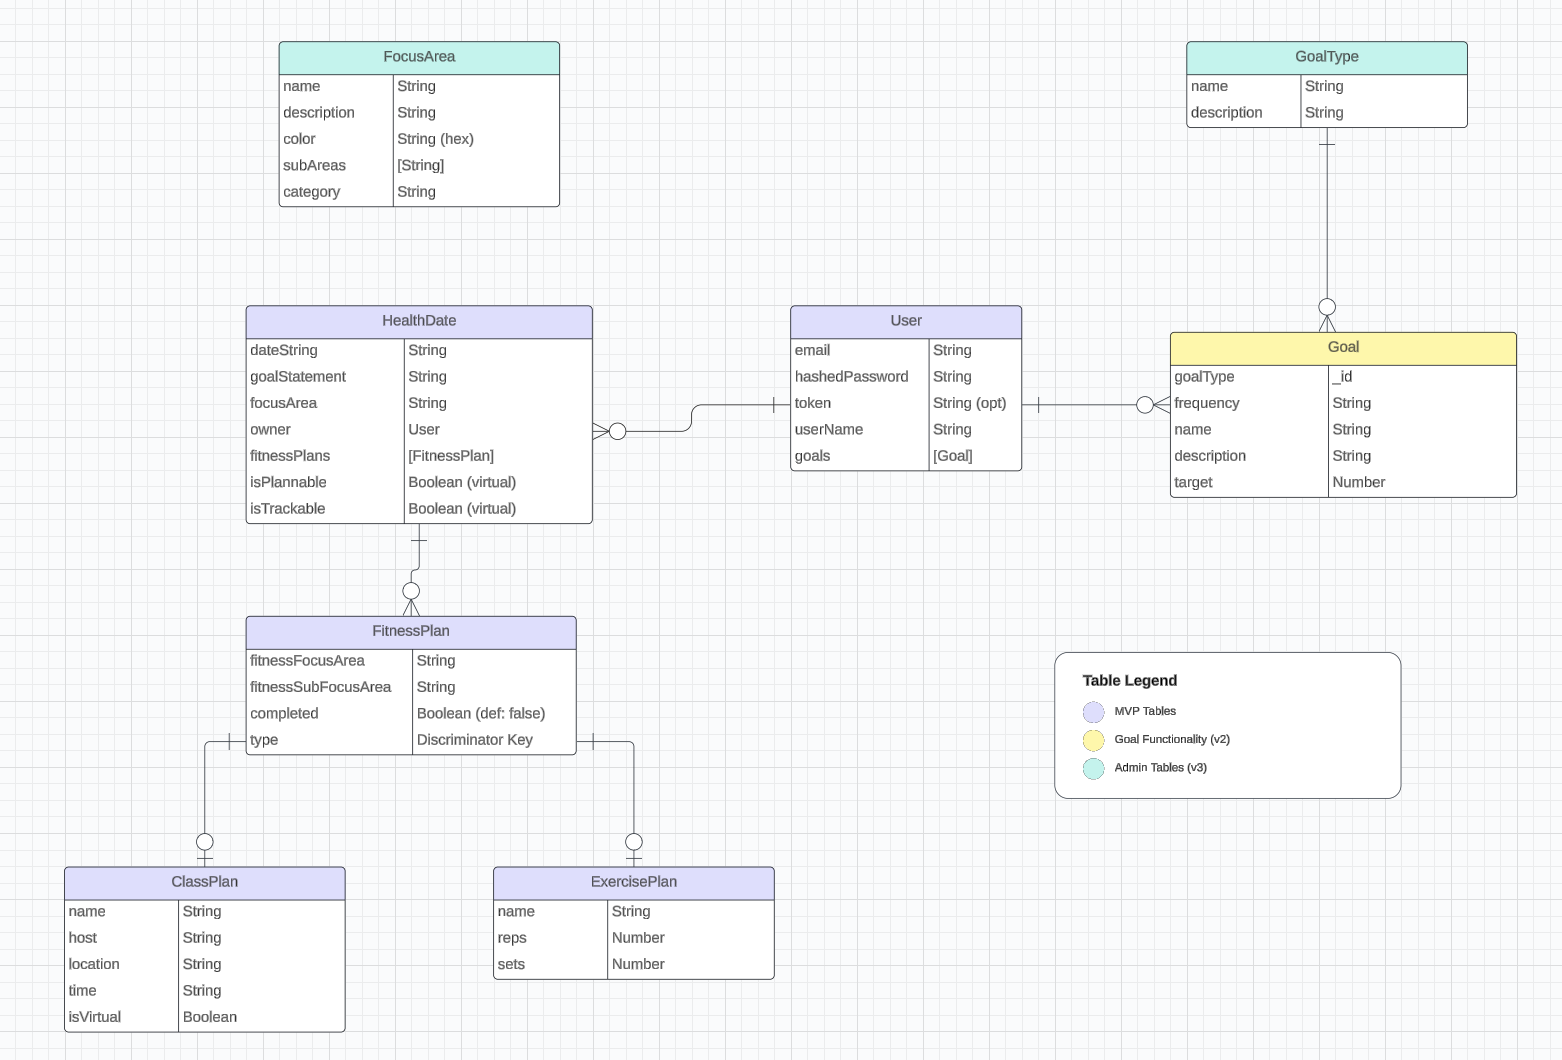 FocusArea
name String
description String
color String (hex)
subAreas [String]
category String
GoalType
name String
description String
HealthDate
dateString String
goalStatement String
focusArea String
owner User
fitnessPlans [FitnessPlan]
isPlannable Boolean (virtual)
isTrackable Boolean (virtual)
User
email String
hashedPassword String
token String (opt)
userName String
goals [Goal]
Goal
goalType _id
frequency String
name String
description String
target Number
FitnessPlan
fitnessFocusArea String
fitnessSubFocusArea String
completed Boolean (def: false)
type Discriminator Key
Table Legend
MVP Tables
Goal Functionality (v2)
Admin Tables (v3)
ClassPlan
name String
host String
location String
time String
isVirtual Boolean
ExercisePlan
name String
reps Number
sets Number